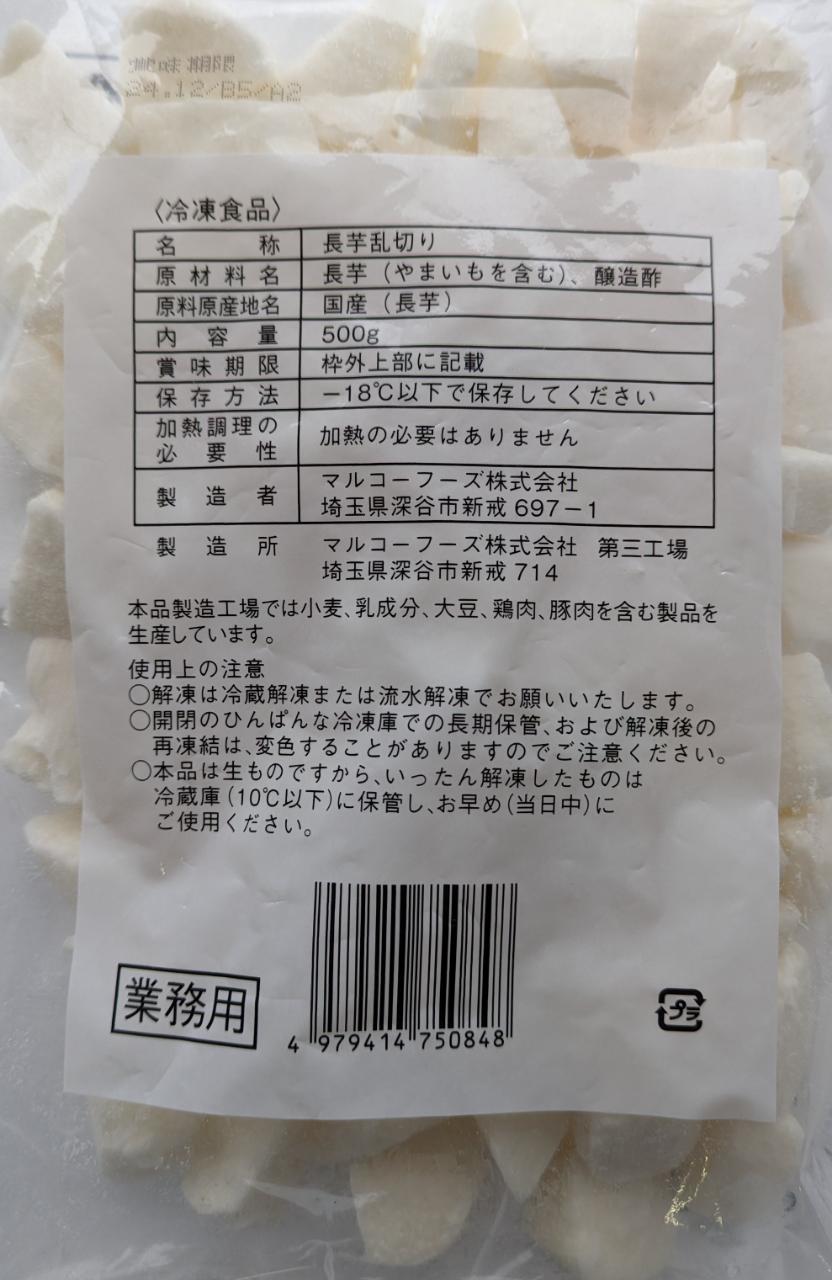 賞味期限
24.12/B5/A2
〈冷凍食品〉
名称 長芋乱切り
原材料名 長芋（やまいもを含む）、醸造酢
原料原産地名 国産（長芋）
内容量 500g
賞味期限 枠外上部に記載
保存方法 －18℃以下で保存してください
加熱調理の必要性 加熱の必要はありません
製造者 マルコーフーズ株式会社
埼玉県深谷市新戒 697－1
製造所 マルコーフーズ株式会社 第三工場
埼玉県深谷市新戒 714
本品製造工場では小麦、乳成分、大豆、鶏肉、豚肉を含む製品を
生産しています。
使用上の注意
○解凍は冷蔵解凍または流水解凍でお願いいたします。
○開閉のひんぱんな冷凍庫での長期保管、および解凍後の
再凍結は、変色することがありますのでご注意ください。
○本品は生ものですから、いったん解凍したものは
冷蔵庫（10℃以下）に保管し、お早め（当日中）に
ご使用ください。
業務用
4 979414 750848
プラ